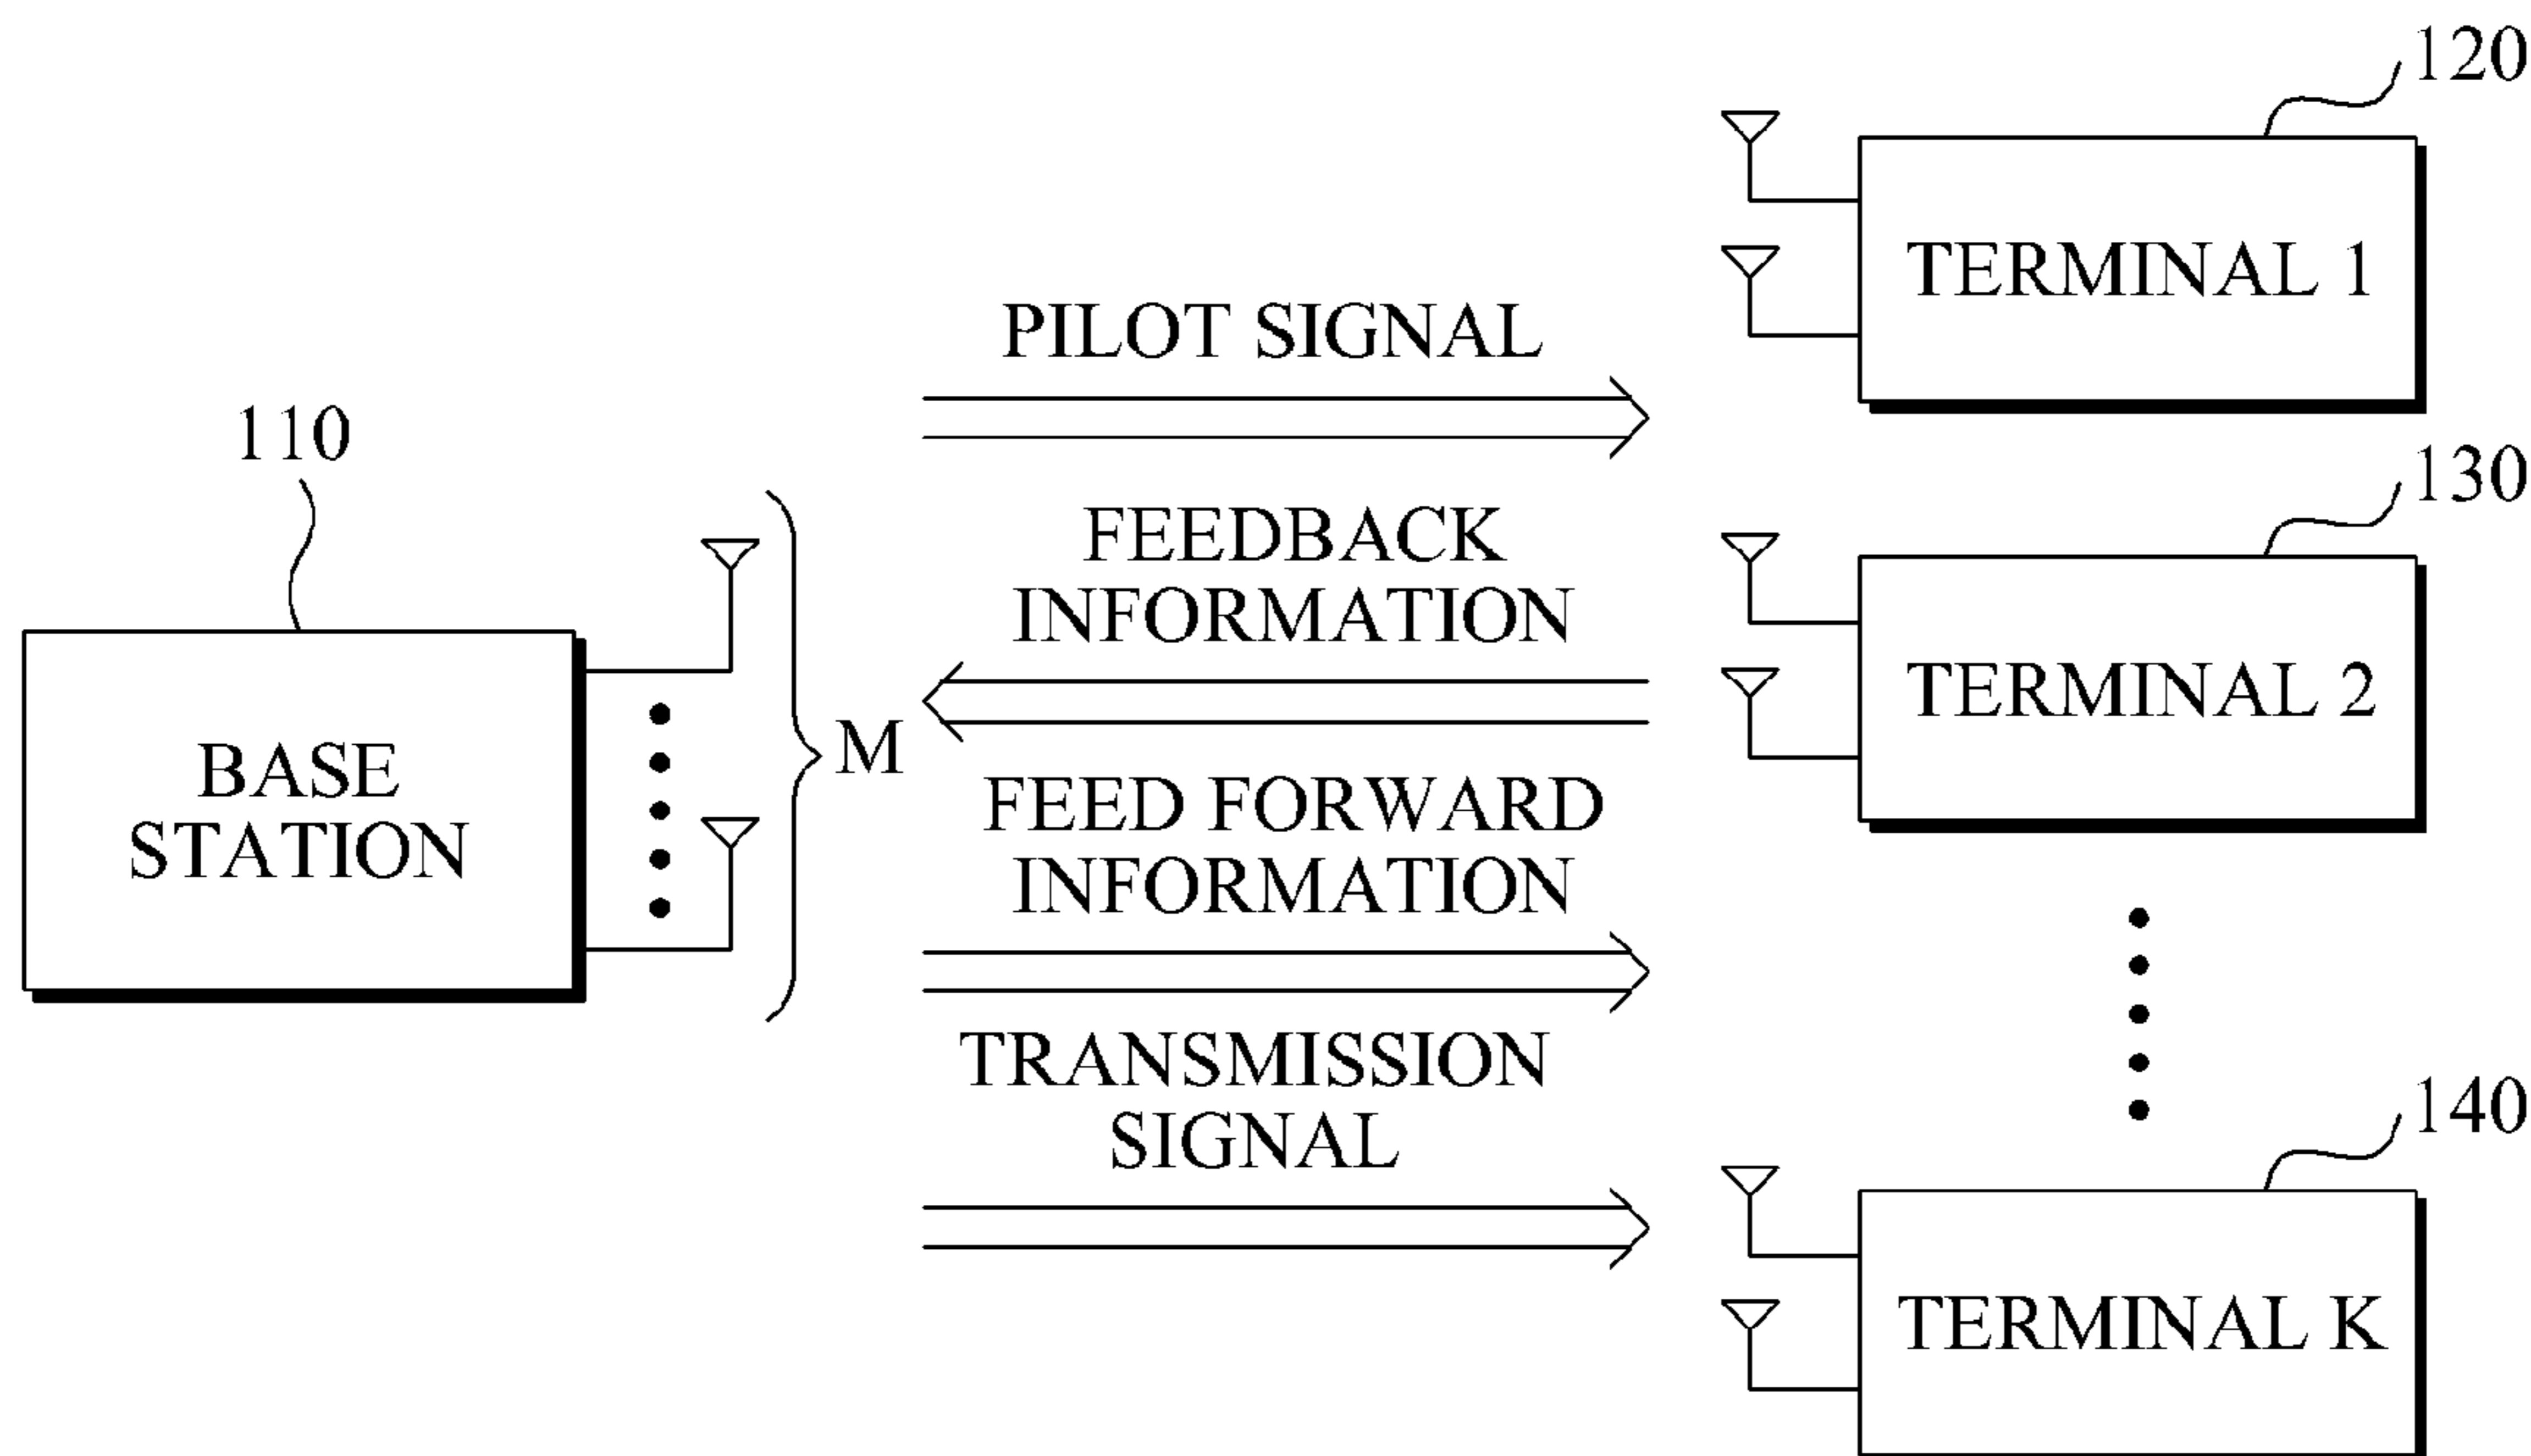 120
TERMINAL 1
PILOT SIGNAL
110
130
FEEDBACK
INFORMATION
TERMINAL 2
BASE
STATION
M
FEED FORWARD
INFORMATION
TRANSMISSION
SIGNAL
140
TERMINAL K